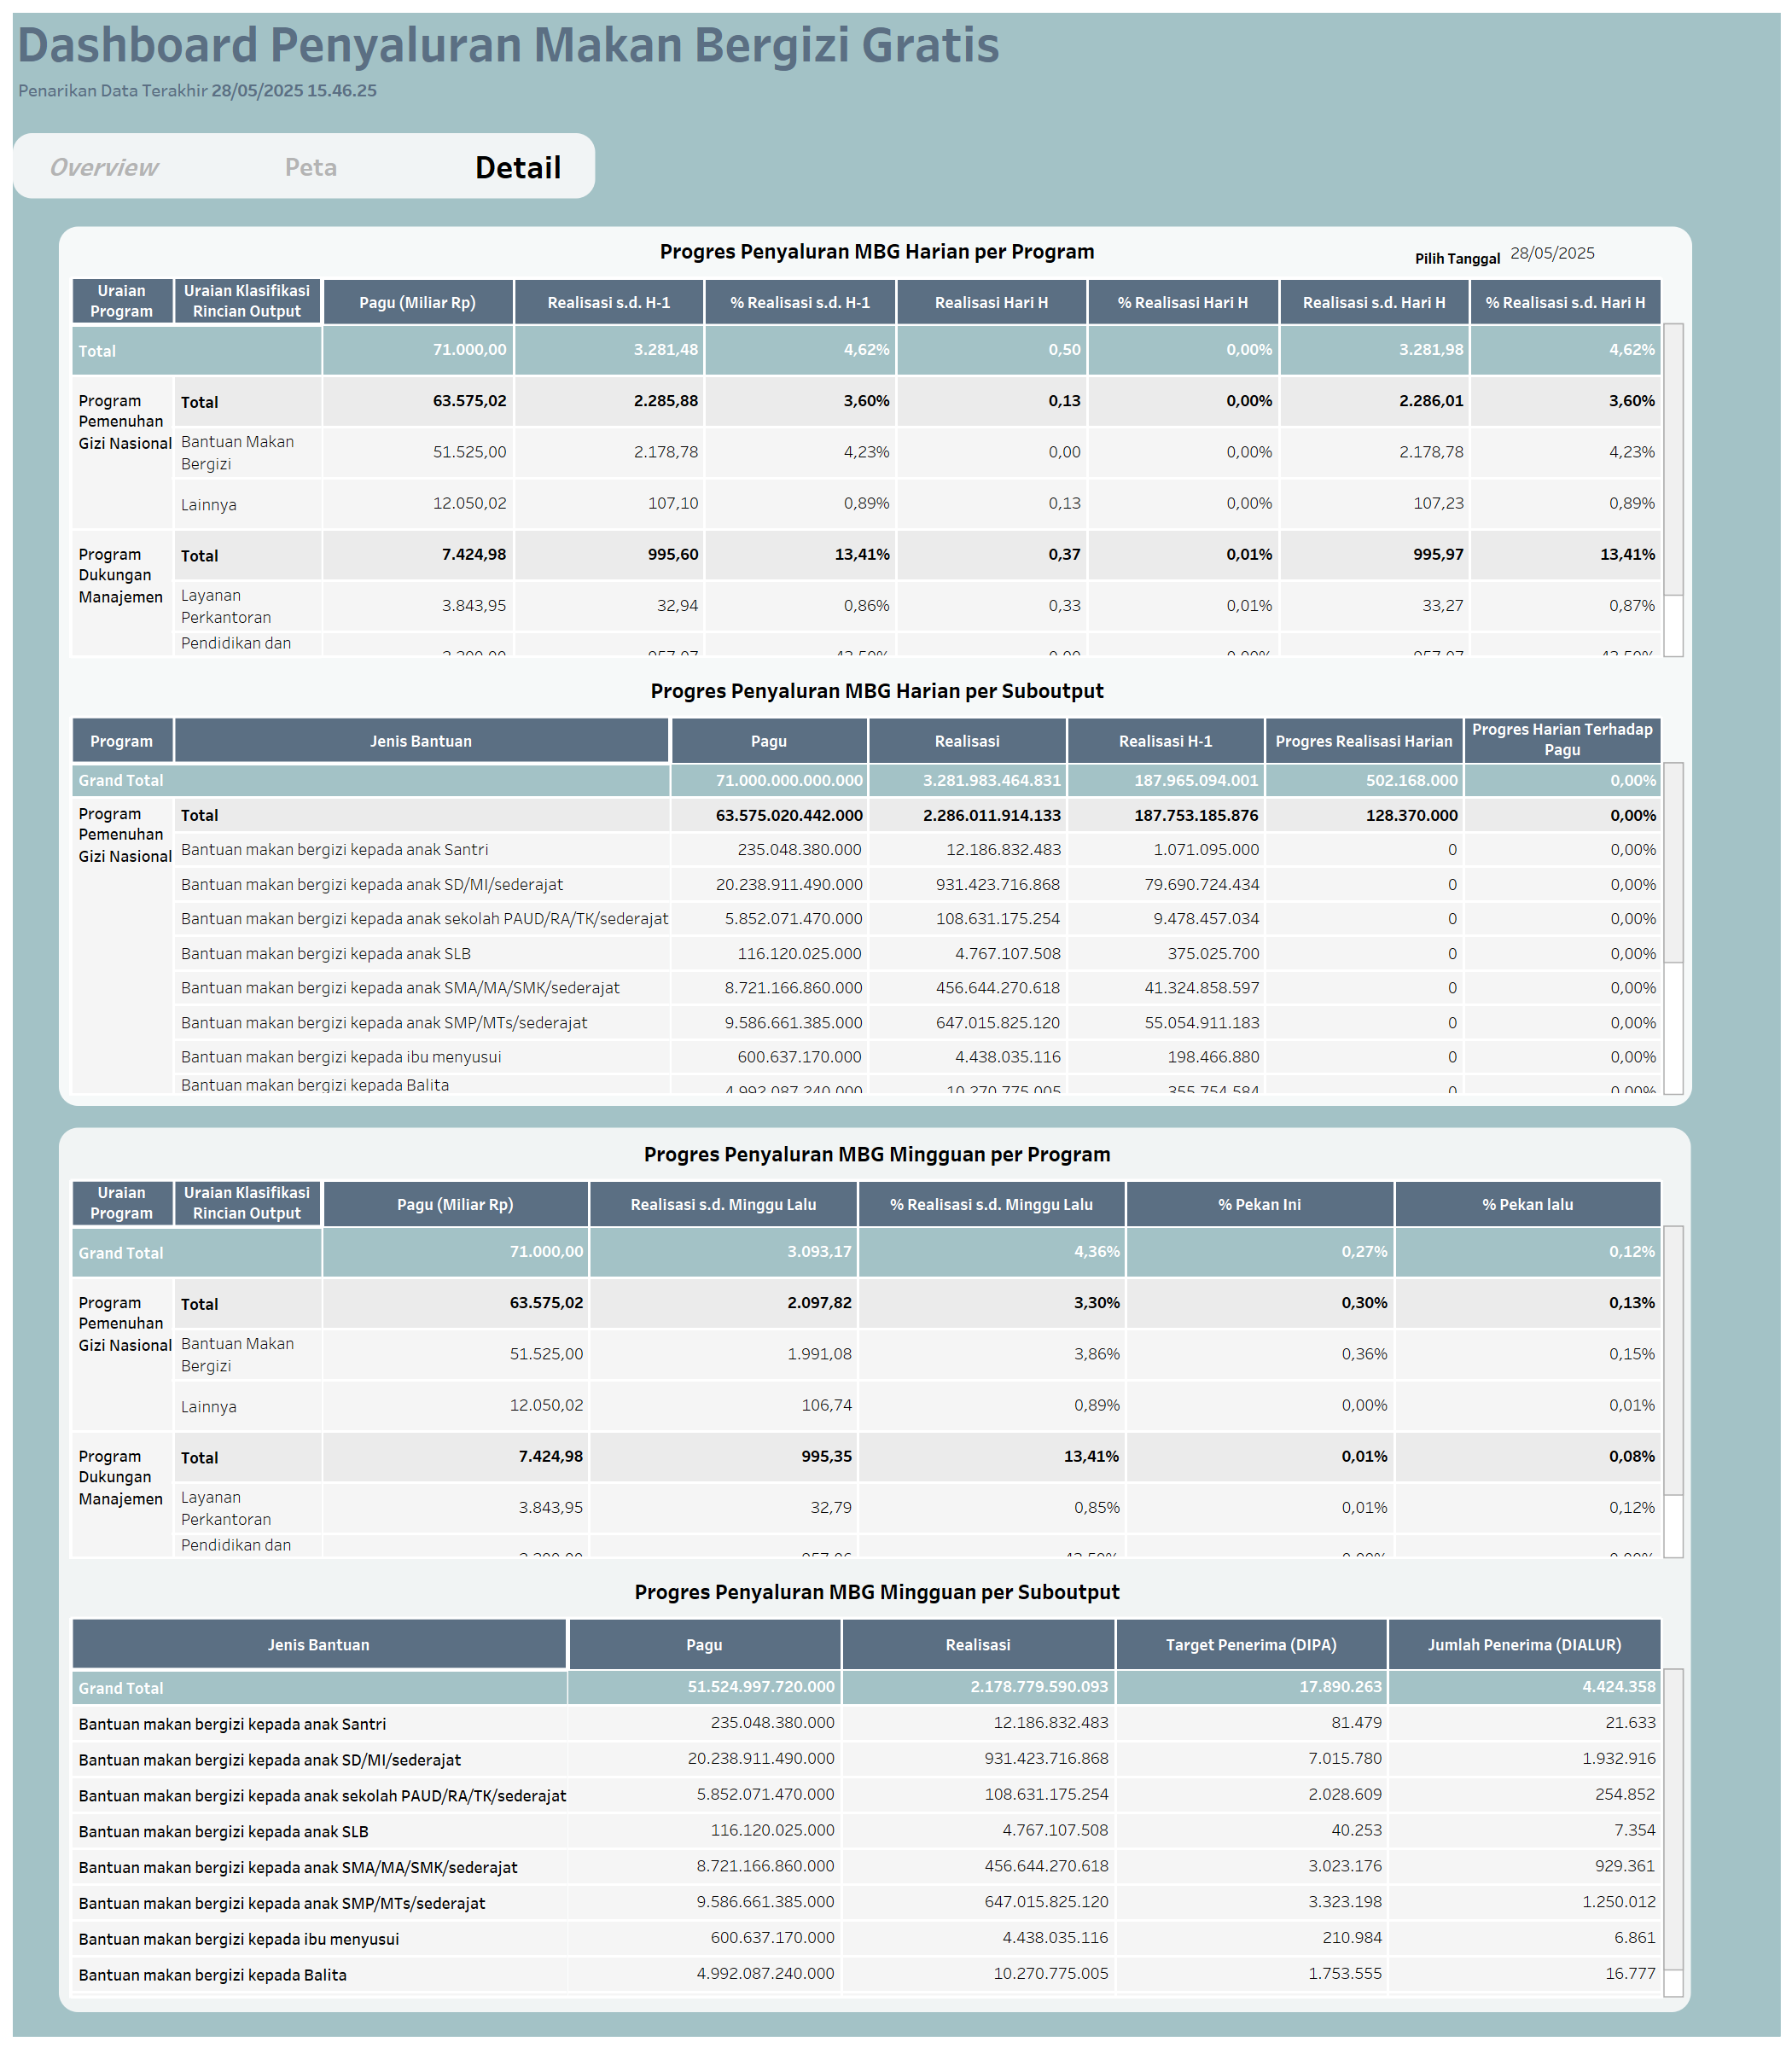 Dashboard Penyaluran Makan Bergizi Gratis
Penarikan Data Terakhir 28/05/2025 15.46.25
Overview Peta Detail
Progres Penyaluran MBG Harian per Program
Pilih Tanggal 28/05/2025
Uraian Program Uraian Klasifikasi Rincian Output Pagu (Miliar Rp) Realisasi s.d. H-1 % Realisasi s.d. H-1 Realisasi Hari H % Realisasi Hari H Realisasi s.d. Hari H % Realisasi s.d. Hari H
Total 71.000,00 3.281,48 4,62% 0,50 0,00% 3.281,98 4,62%
Program Pemenuhan Gizi Nasional Total 63.575,02 2.285,88 3,60% 0,13 0,00% 2.286,01 3,60%
Bantuan Makan Bergizi 51.525,00 2.178,78 4,23% 0,00 0,00% 2.178,78 4,23%
Lainnya 12.050,02 107,10 0,89% 0,13 0,00% 107,23 0,89%
Program Dukungan Manajemen Total 7.424,98 995,60 13,41% 0,37 0,01% 995,97 13,41%
Layanan Perkantoran 3.843,95 32,94 0,86% 0,33 0,01% 33,27 0,87%
Pendidikan dan
Progres Penyaluran MBG Harian per Suboutput
Program Jenis Bantuan Pagu Realisasi Realisasi H-1 Progres Realisasi Harian Progres Harian Terhadap Pagu
Grand Total 71.000.000.000.000 3.281.983.464.831 187.965.094.001 502.168.000 0,00%
Program Pemenuhan Gizi Nasional Total 63.575.020.442.000 2.286.011.914.133 187.753.185.876 128.370.000 0,00%
Bantuan makan bergizi kepada anak Santri 235.048.380.000 12.186.832.483 1.071.095.000 0 0,00%
Bantuan makan bergizi kepada anak SD/MI/sederajat 20.238.911.490.000 931.423.716.868 79.690.724.434 0 0,00%
Bantuan makan bergizi kepada anak sekolah PAUD/RA/TK/sederajat 5.852.071.470.000 108.631.175.254 9.478.457.034 0 0,00%
Bantuan makan bergizi kepada anak SLB 116.120.025.000 4.767.107.508 375.025.700 0 0,00%
Bantuan makan bergizi kepada anak SMA/MA/SMK/sederajat 8.721.166.860.000 456.644.270.618 41.324.858.597 0 0,00%
Bantuan makan bergizi kepada anak SMP/MTs/sederajat 9.586.661.385.000 647.015.825.120 55.054.911.183 0 0,00%
Bantuan makan bergizi kepada ibu menyusui 600.637.170.000 4.438.035.116 198.466.880 0 0,00%
Bantuan makan bergizi kepada Balita 4.992.087.240.000 10.270.775.005 355.754.584 0 0,00%
Progres Penyaluran MBG Mingguan per Program
Uraian Program Uraian Klasifikasi Rincian Output Pagu (Miliar Rp) Realisasi s.d. Minggu Lalu % Realisasi s.d. Minggu Lalu % Pekan Ini % Pekan lalu
Grand Total 71.000,00 3.093,17 4,36% 0,27% 0,12%
Program Pemenuhan Gizi Nasional Total 63.575,02 2.097,82 3,30% 0,30% 0,13%
Bantuan Makan Bergizi 51.525,00 1.991,08 3,86% 0,36% 0,15%
Lainnya 12.050,02 106,74 0,89% 0,00% 0,01%
Program Dukungan Manajemen Total 7.424,98 995,35 13,41% 0,01% 0,08%
Layanan Perkantoran 3.843,95 32,79 0,85% 0,01% 0,12%
Pendidikan dan
Progres Penyaluran MBG Mingguan per Suboutput
Jenis Bantuan Pagu Realisasi Target Penerima (DIPA) Jumlah Penerima (DIALUR)
Grand Total 51.524.997.720.000 2.178.779.590.093 17.890.263 4.424.358
Bantuan makan bergizi kepada anak Santri 235.048.380.000 12.186.832.483 81.479 21.633
Bantuan makan bergizi kepada anak SD/MI/sederajat 20.238.911.490.000 931.423.716.868 7.015.780 1.932.916
Bantuan makan bergizi kepada anak sekolah PAUD/RA/TK/sederajat 5.852.071.470.000 108.631.175.254 2.028.609 254.852
Bantuan makan bergizi kepada anak SLB 116.120.025.000 4.767.107.508 40.253 7.354
Bantuan makan bergizi kepada anak SMA/MA/SMK/sederajat 8.721.166.860.000 456.644.270.618 3.023.176 929.361
Bantuan makan bergizi kepada anak SMP/MTs/sederajat 9.586.661.385.000 647.015.825.120 3.323.198 1.250.012
Bantuan makan bergizi kepada ibu menyusui 600.637.170.000 4.438.035.116 210.984 6.861
Bantuan makan bergizi kepada Balita 4.992.087.240.000 10.270.775.005 1.753.555 16.777